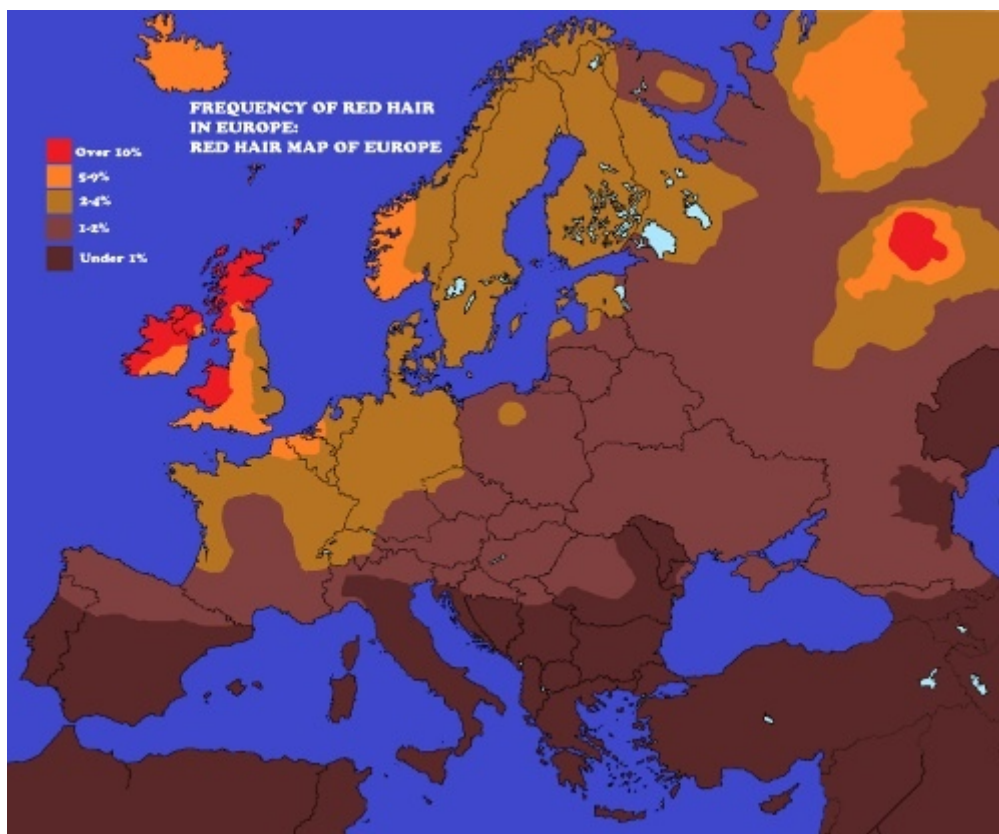 FREQUENCY OF RED HAIR
IN EUROPE:
RED HAIR MAP OF EUROPE
Over 10%
5-9%
2-4%
1-2%
Under 1%